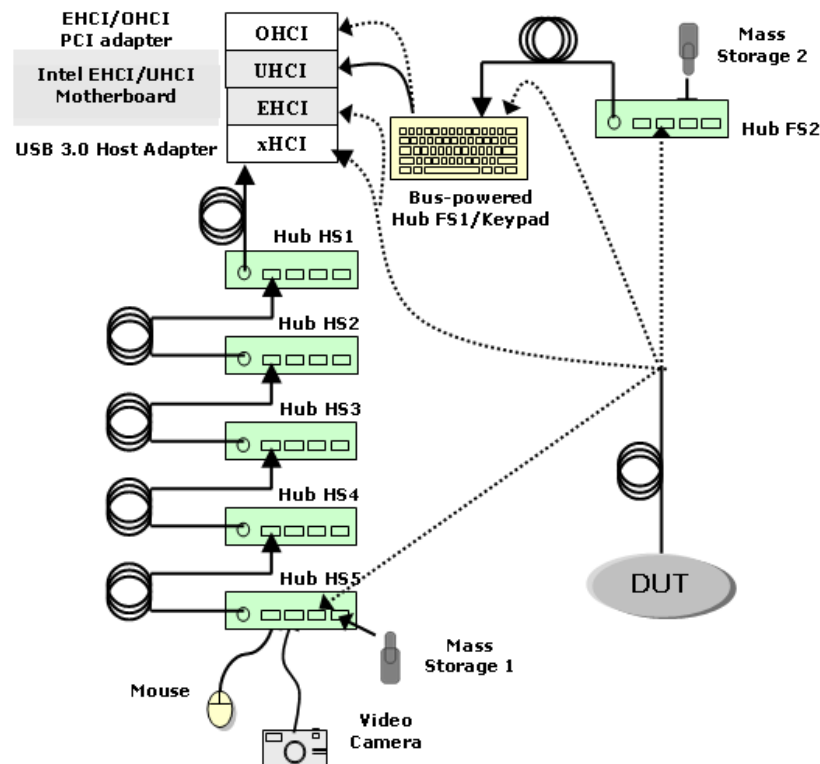 EHCI/OHCI
PCI adapter
Intel EHCI/UHCI
Motherboard
USB 3.0 Host Adapter
OHCI
UHCI
EHCI
xHCI
Bus-powered
Hub FS1/Keypad
Mass
Storage 2
Hub FS2
Hub HS1
Hub HS2
Hub HS3
Hub HS4
Hub HS5
DUT
Mass
Storage 1
Mouse
Video
Camera